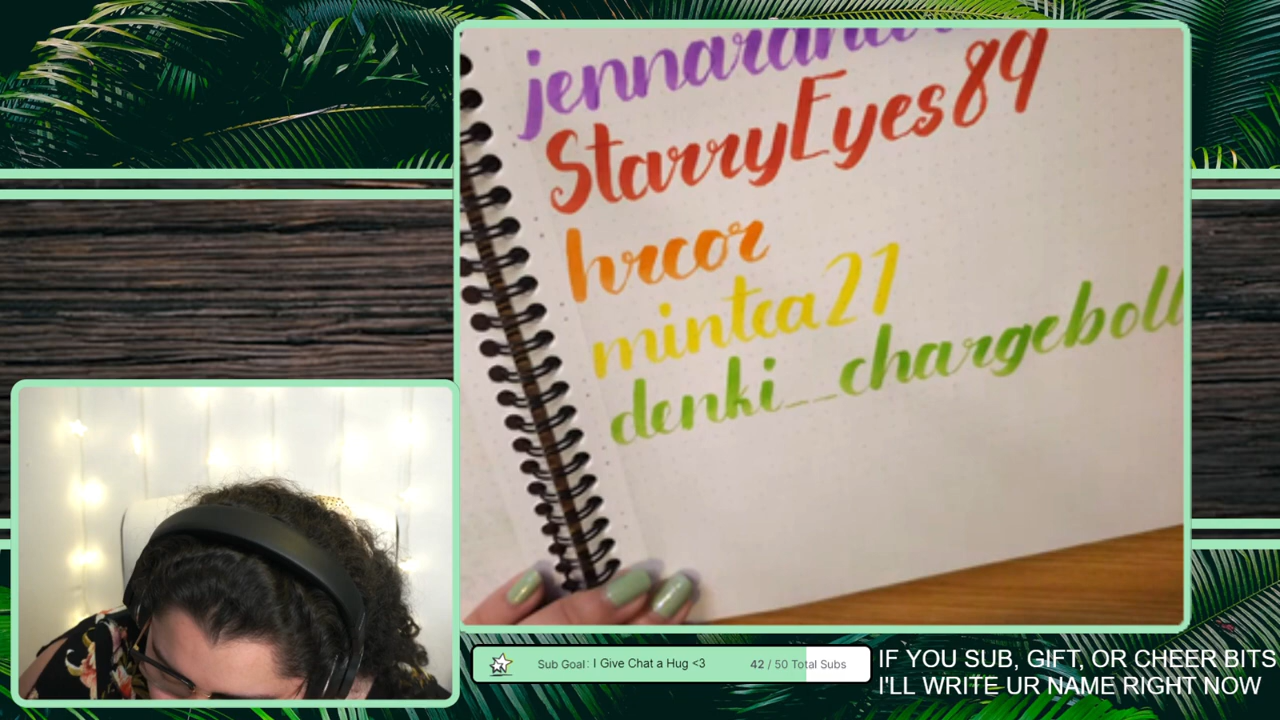 StarryEyes89
hrcor
mintea21
denki__chargebolt
Sub Goal: I Give Chat a Hug <3
42 / 50 Total Subs
IF YOU SUB, GIFT, OR CHEER BITS
I'LL WRITE UR NAME RIGHT NOW